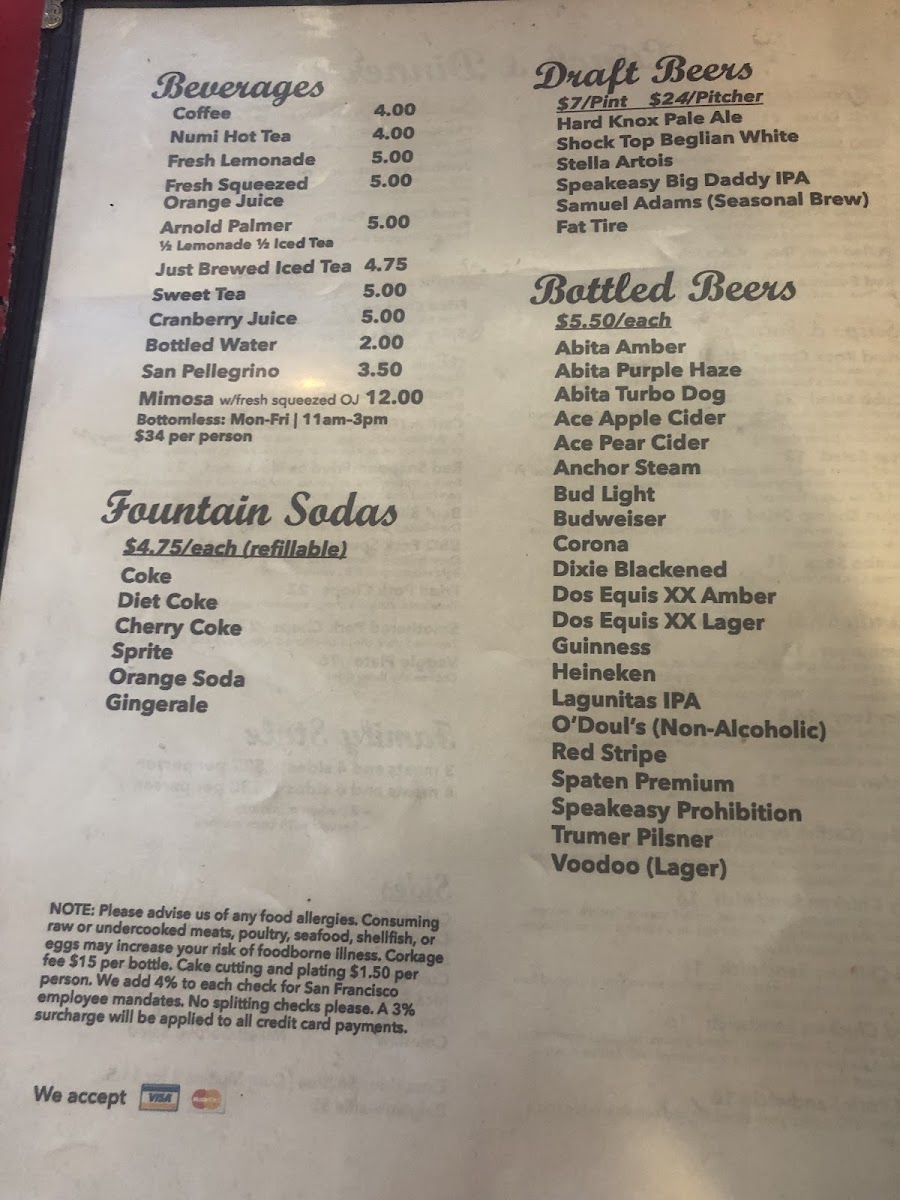 Beverages
Coffee 4.00
Numi Hot Tea 4.00
Fresh Lemonade 5.00
Fresh Squeezed 5.00
Orange Juice
Arnold Palmer 5.00
½ Lemonade ½ Iced Tea
Just Brewed Iced Tea 4.75
Sweet Tea 5.00
Cranberry Juice 5.00
Bottled Water 2.00
San Pellegrino 3.50
Mimosa w/fresh squeezed OJ 12.00
Bottomless: Mon-Fri | 11am-3pm
$34 per person
Fountain Sodas
$4.75/each (refillable)
Coke
Diet Coke
Cherry Coke
Sprite
Orange Soda
Gingerale
NOTE: Please advise us of any food allergies. Consuming
raw or undercooked meats, poultry, seafood, shellfish, or
eggs may increase your risk of foodborne illness. Corkage
fee $15 per bottle. Cake cutting and plating $1.50 per
person. We add 4% to each check for San Francisco
employee mandates. No splitting checks please. A 3%
surcharge will be applied to all credit card payments.
We accept VISA MasterCard
Draft Beers
$7/Pint $24/Pitcher
Hard Knox Pale Ale
Shock Top Beglian White
Stella Artois
Speakeasy Big Daddy IPA
Samuel Adams (Seasonal Brew)
Fat Tire
Bottled Beers
$5.50/each
Abita Amber
Abita Purple Haze
Abita Turbo Dog
Ace Apple Cider
Ace Pear Cider
Anchor Steam
Bud Light
Budweiser
Corona
Dixie Blackened
Dos Equis XX Amber
Dos Equis XX Lager
Guinness
Heineken
Lagunitas IPA
O'Doul's (Non-Alcoholic)
Red Stripe
Spaten Premium
Speakeasy Prohibition
Trumer Pilsner
Voodoo (Lager)